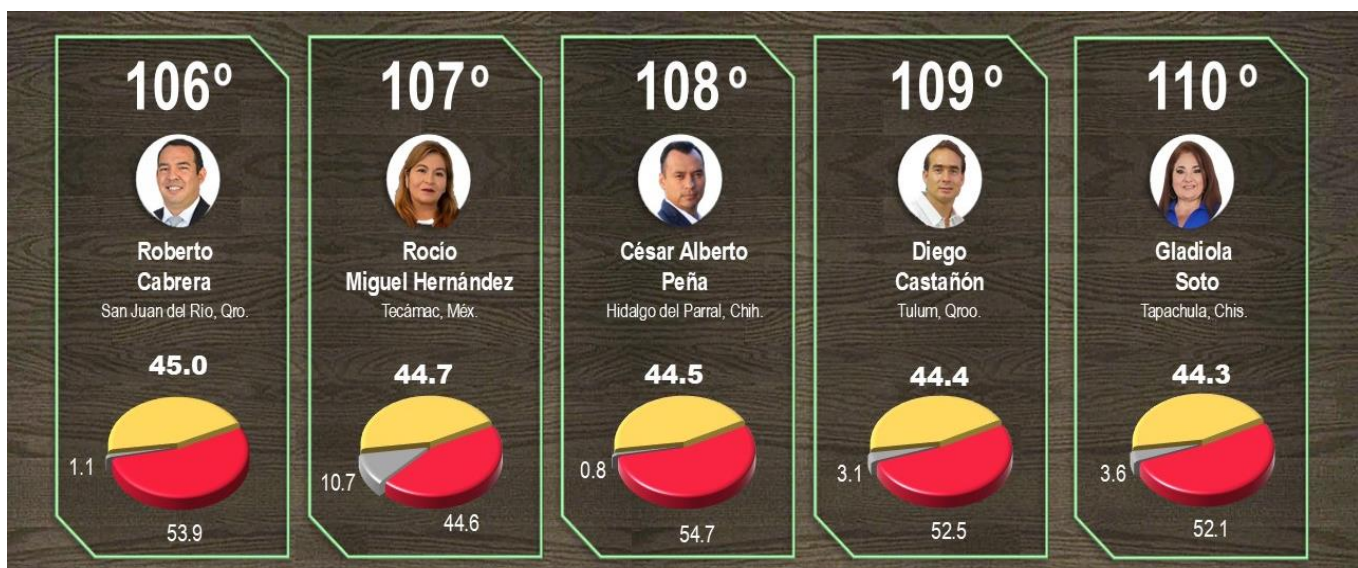 106º
Roberto
Cabrera
San Juan del Rio, Qro.
45.0
1.1
53.9
107º
Rocío
Miguel Hernández
Tecámac, Méx.
44.7
10.7
44.6
108º
César Alberto
Peña
Hidalgo del Parral, Chih.
44.5
0.8
54.7
109º
Diego
Castañón
Tulum, Qroo.
44.4
3.1
52.5
110º
Gladiola
Soto
Tapachula, Chis.
44.3
3.6
52.1